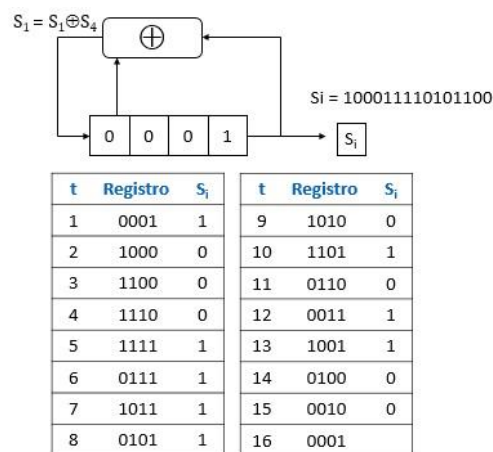 S₁ = S₁⊕S₄
⊕
Si = 100011110101100
0 0 0 1
Sᵢ
t Registro Sᵢ
1 0001 1
2 1000 0
3 1100 0
4 1110 0
5 1111 1
6 0111 1
7 1011 1
8 0101 1
t Registro Sᵢ
9 1010 0
10 1101 1
11 0110 0
12 0011 1
13 1001 1
14 0100 0
15 0010 0
16 0001